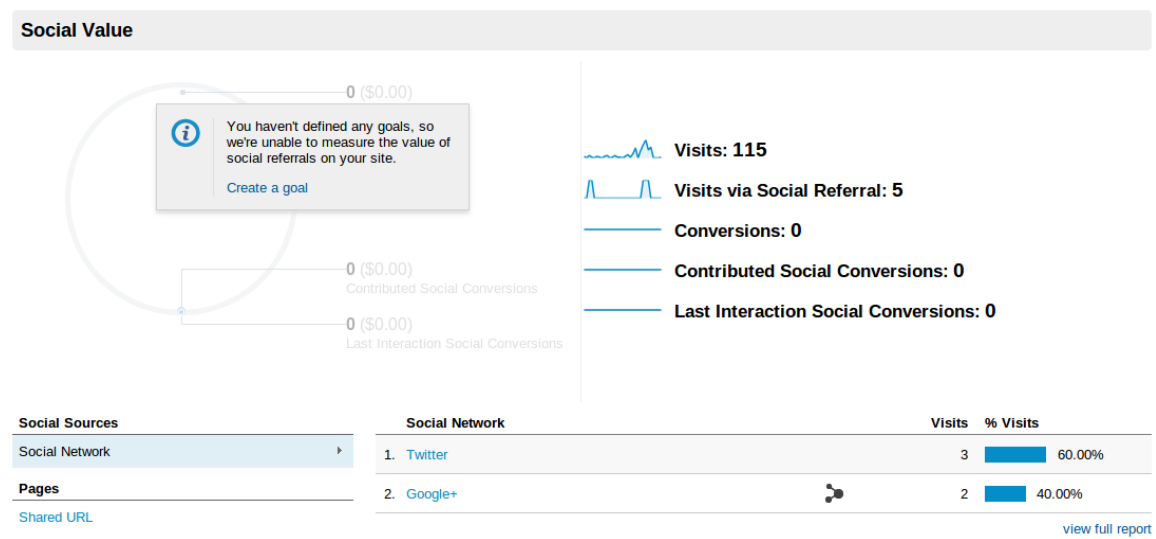 Social Value
0 ($0.00)
You haven't defined any goals, so
we're unable to measure the value of
social referrals on your site.
Create a goal
0 ($0.00)
Contributed Social Conversions
0 ($0.00)
Last Interaction Social Conversions
Visits: 115
Visits via Social Referral: 5
Conversions: 0
Contributed Social Conversions: 0
Last Interaction Social Conversions: 0
Social Sources
Social Network
Pages
Shared URL
Social Network Visits % Visits
1. Twitter 3 60.00%
2. Google+ 2 40.00%
view full report